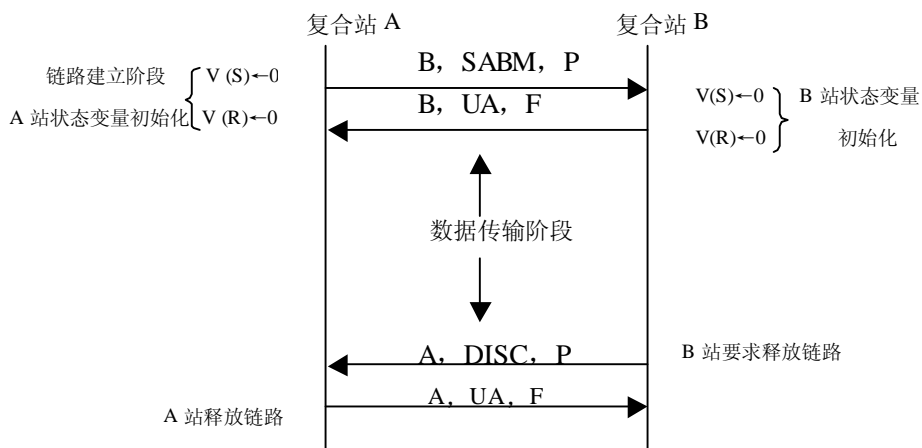 复合站 A
复合站 B
B，SABM，P
链路建立阶段
V (S)←0
A 站状态变量初始化
V (R)←0
B，UA，F
V(S)←0
B 站状态变量
V(R)←0
初始化
数据传输阶段
A，DISC，P
B 站要求释放链路
A，UA，F
A 站释放链路